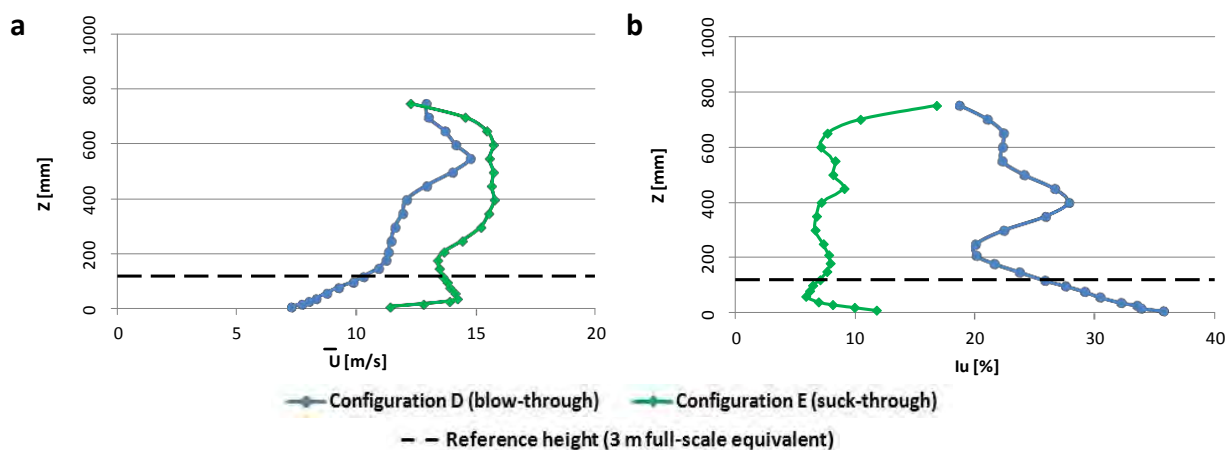 a
1000
800
600
400
200
0
Z [mm]
0 5 10 15 20
U̅ [m/s]
b
1000
800
600
400
200
0
Z [mm]
0 10 20 30 40
Iu [%]
Configuration D (blow-through) Configuration E (suck-through)
Reference height (3 m full-scale equivalent)